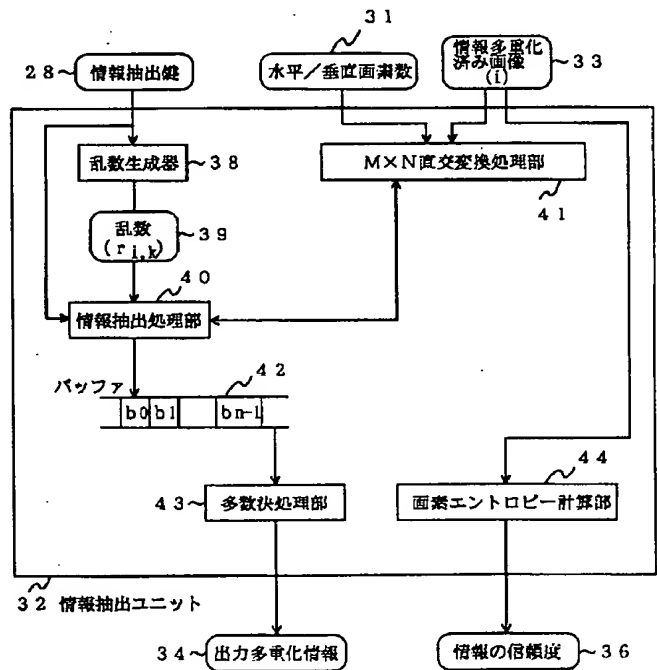 28
情報抽出鍵
31
水平/垂直画素数
情報多重化
済み画像
(i)
33
乱数生成器
38
M×N直交変換処理部
41
乱数
(r i,k)
39
40
情報抽出処理部
42
バッファ
b0 b1 bn-1
43
多数決処理部
44
画素エントロピー計算部
32 情報抽出ユニット
34
出力多重化情報
情報の信頼度
36